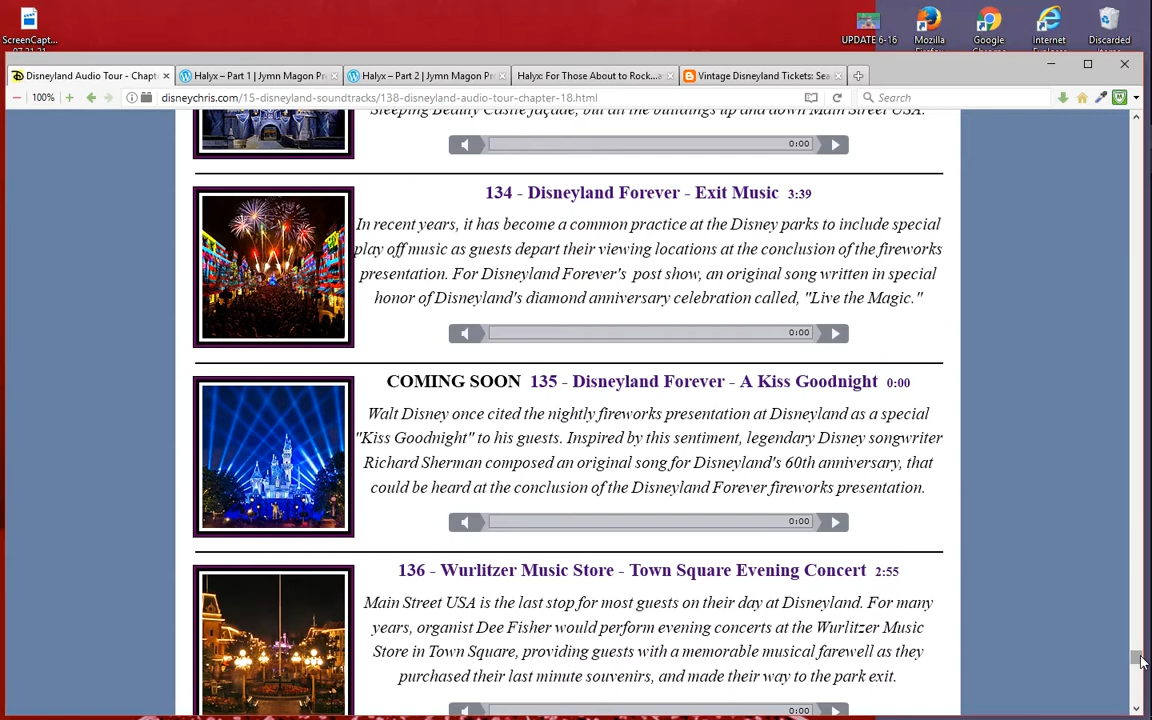 ScreenCapt...
UPDATE 6-16
Mozilla
Google
Internet
Discarded
Disneyland Audio Tour - Chapt
Halyx – Part 1 | Jymn Magon P
Halyx – Part 2 | Jymn Magon P
Halyx: For Those About to Rock...
Vintage Disneyland Tickets: Se
100%
disneychris.com/15-disneyland-soundtracks/138-disneyland-audio-tour-chapter-18.html
Search
Sleeping Beauty Castle façade, but all the buildings up and down Main Street USA.
0:00
134 - Disneyland Forever - Exit Music 3:39
In recent years, it has become a common practice at the Disney parks to include special
play off music as guests depart their viewing locations at the conclusion of the fireworks
presentation. For Disneyland Forever's post show, an original song written in special
honor of Disneyland's diamond anniversary celebration called, "Live the Magic."
0:00
COMING SOON 135 - Disneyland Forever - A Kiss Goodnight 0:00
Walt Disney once cited the nightly fireworks presentation at Disneyland as a special
"Kiss Goodnight" to his guests. Inspired by this sentiment, legendary Disney songwriter
Richard Sherman composed an original song for Disneyland's 60th anniversary, that
could be heard at the conclusion of the Disneyland Forever fireworks presentation.
0:00
136 - Wurlitzer Music Store - Town Square Evening Concert 2:55
Main Street USA is the last stop for most guests on their day at Disneyland. For many
years, organist Dee Fisher would perform evening concerts at the Wurlitzer Music
Store in Town Square, providing guests with a memorable musical farewell as they
purchased their last minute souvenirs, and made their way to the park exit.
0:00